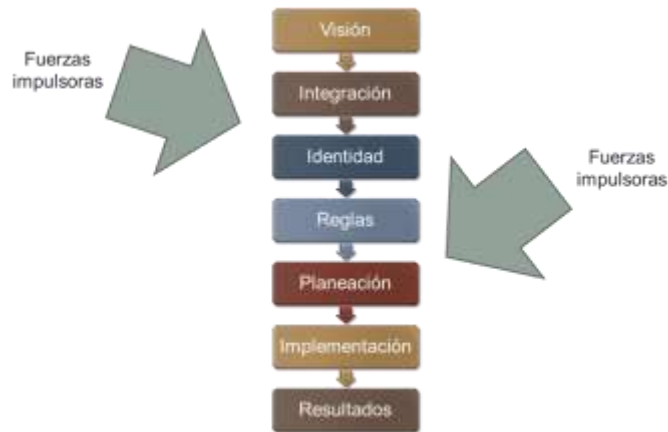 Fuerzas
impulsoras
Visión
Integración
Identidad
Reglas
Planeación
Implementación
Resultados
Fuerzas
impulsoras